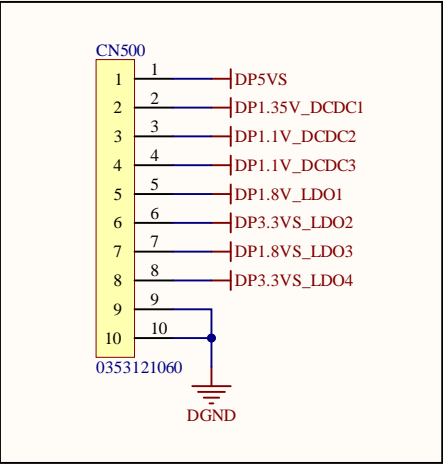 CN500
1 1 DP5VS
2 2 DP1.35V_DCDC1
3 3 DP1.1V_DCDC2
4 4 DP1.1V_DCDC3
5 5 DP1.8V_LDO1
6 6 DP3.3VS_LDO2
7 7 DP1.8VS_LDO3
8 8 DP3.3VS_LDO4
9 9
10 10
0353121060
DGND